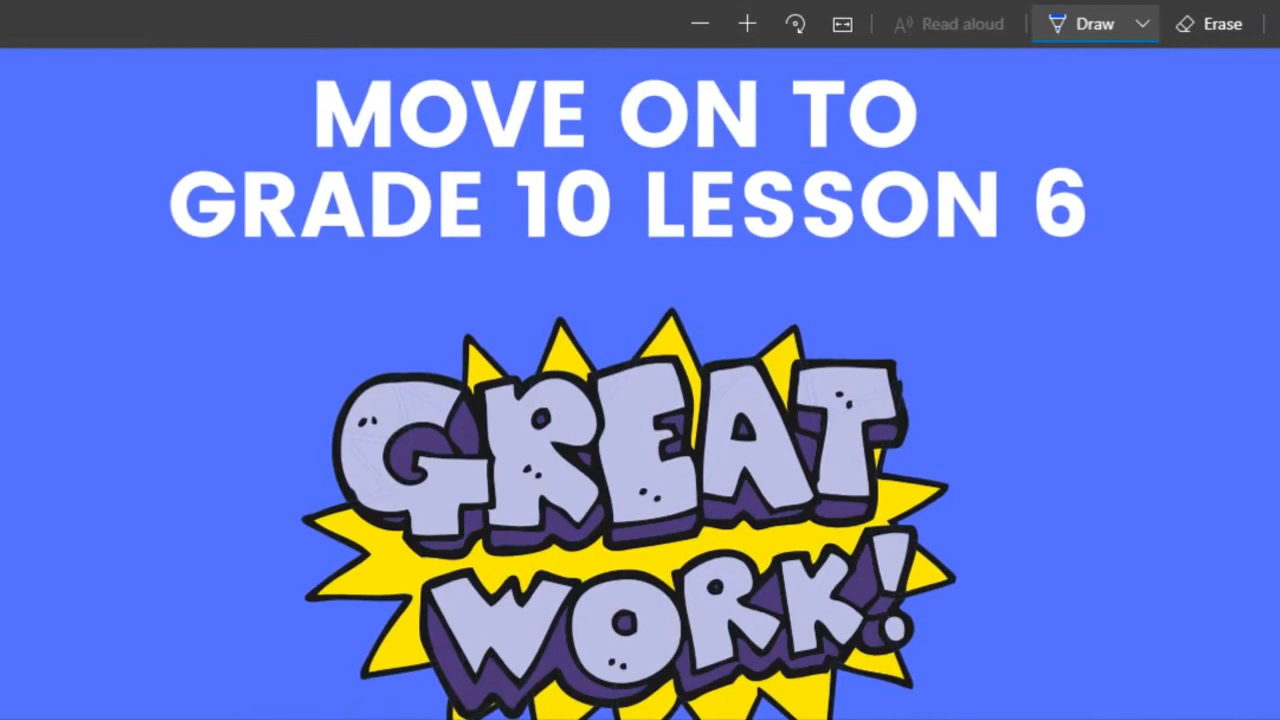 Read aloud Draw Erase
MOVE ON TO
GRADE 10 LESSON 6
GREAT
WORK!